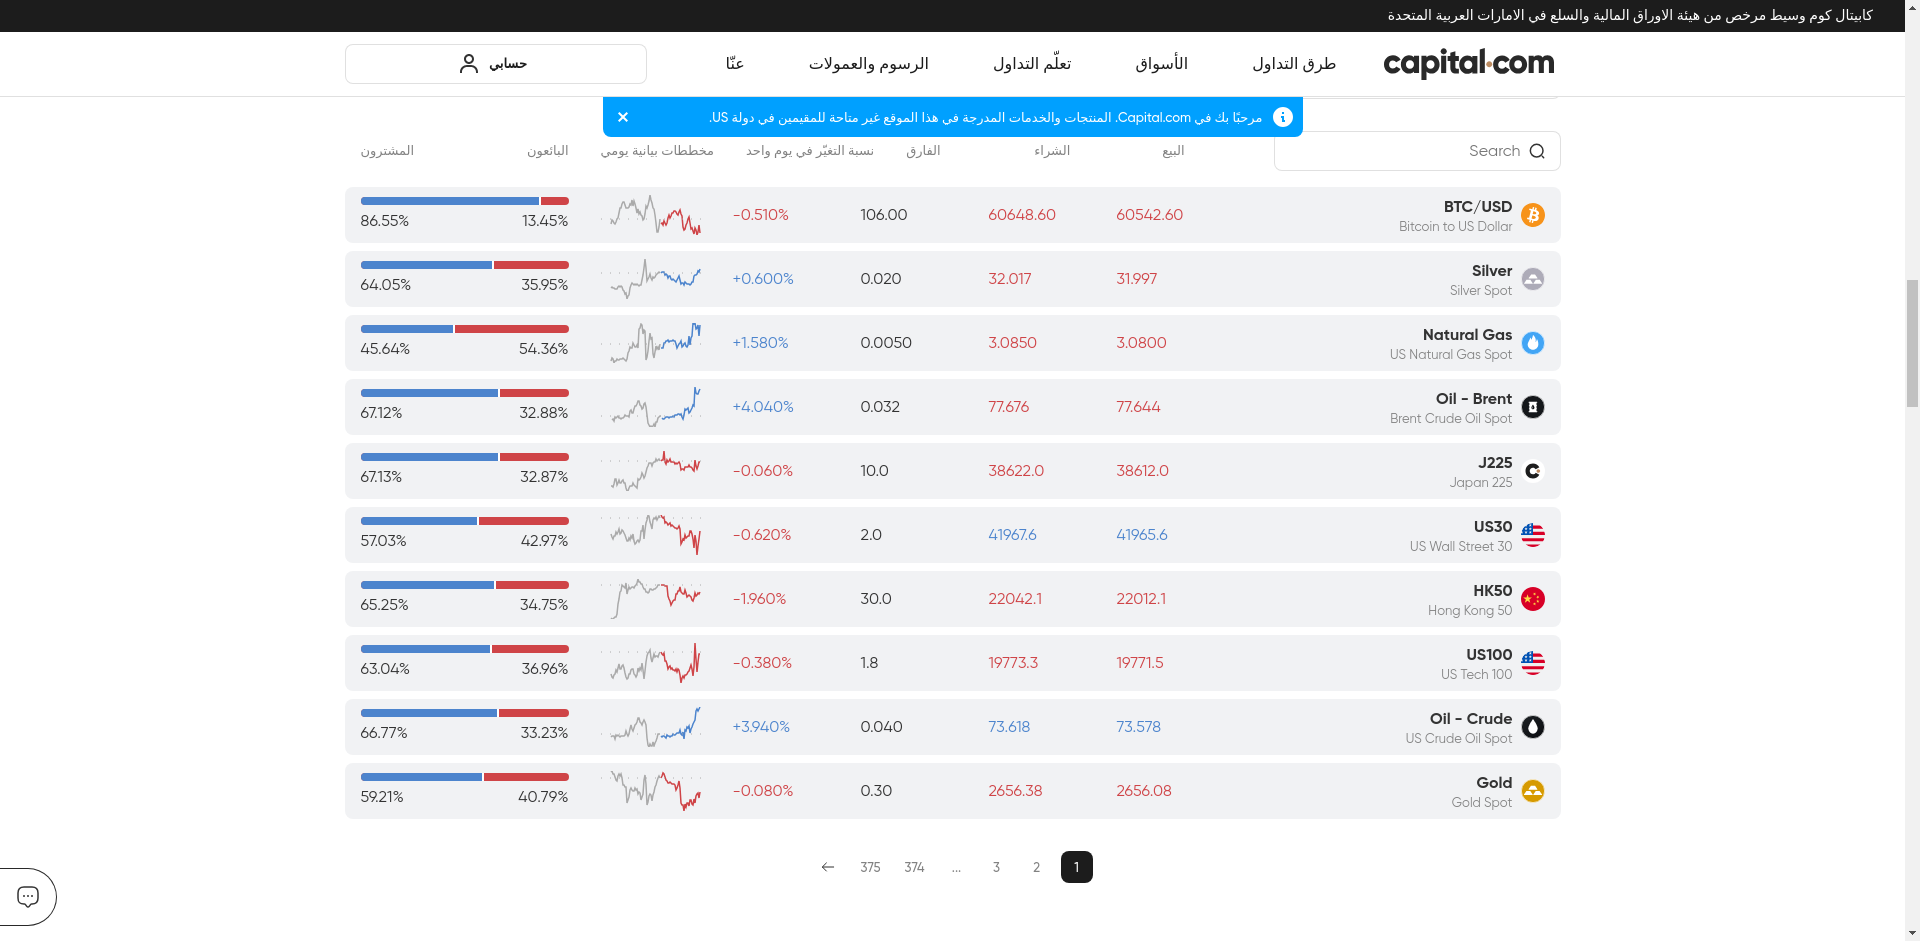 كابيتال كوم وسيط مرخص من هيئة الاوراق المالية والسلع في الامارات العربية المتحدة
capital.com
طرق التداول
الأسواق
تعلّم التداول
الرسوم والعمولات
عنّا
حسابي
مرحبًا بك في Capital.com. المنتجات والخدمات المدرجة في هذا الموقع غير متاحة للمقيمين في دولة US.
Search
البيع
الشراء
الفارق
نسبة التغيّر في يوم واحد
مخططات بيانية يومي
البائعون
المشترون
BTC/USD
Bitcoin to US Dollar
60542.60
60648.60
106.00
-0.510%
13.45%
86.55%
Silver
Silver Spot
31.997
32.017
0.020
+0.600%
35.95%
64.05%
Natural Gas
US Natural Gas Spot
3.0800
3.0850
0.0050
+1.580%
54.36%
45.64%
Oil - Brent
Brent Crude Oil Spot
77.644
77.676
0.032
+4.040%
32.88%
67.12%
J225
Japan 225
38612.0
38622.0
10.0
-0.060%
32.87%
67.13%
US30
US Wall Street 30
41965.6
41967.6
2.0
-0.620%
42.97%
57.03%
HK50
Hong Kong 50
22012.1
22042.1
30.0
-1.960%
34.75%
65.25%
US100
US Tech 100
19771.5
19773.3
1.8
-0.380%
36.96%
63.04%
Oil - Crude
US Crude Oil Spot
73.578
73.618
0.040
+3.940%
33.23%
66.77%
Gold
Gold Spot
2656.08
2656.38
0.30
-0.080%
40.79%
59.21%
1
2
3
...
374
375